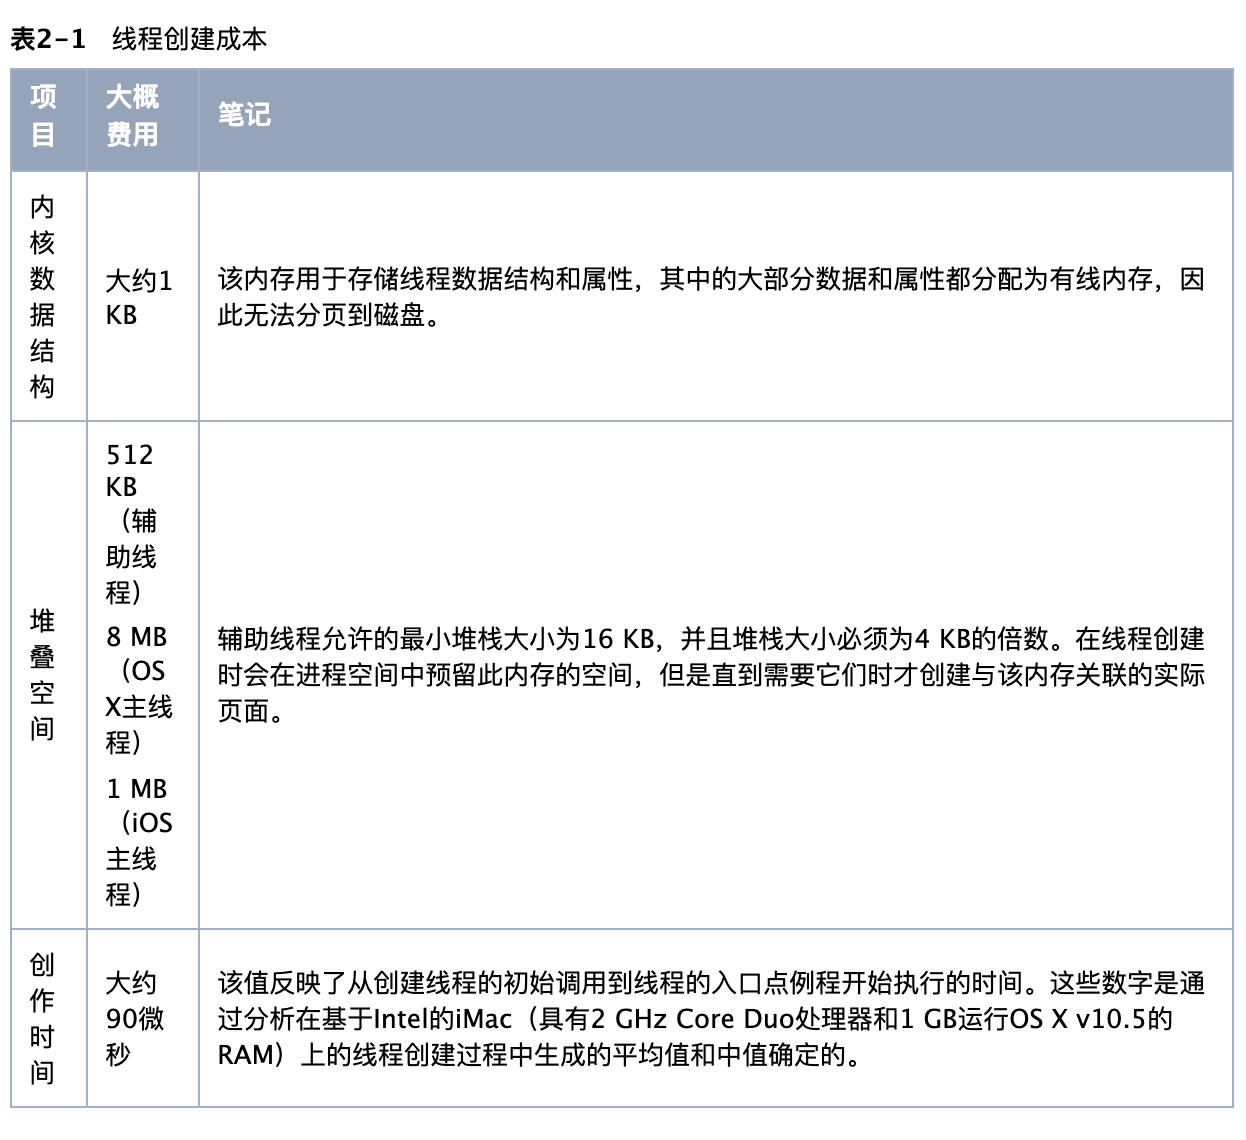 表2-1 线程创建成本
项
目
大概
费用
笔记
内
核
数
据
结
构
大约1
KB
该内存用于存储线程数据结构和属性，其中的大部分数据和属性都分配为有线内存，因
此无法分页到磁盘。
堆
叠
空
间
512
KB
（辅
助线
程）
8 MB
（OS
X主线
程）
1 MB
（iOS
主线
程）
辅助线程允许的最小堆栈大小为16 KB，并且堆栈大小必须为4 KB的倍数。在线程创建
时会在进程空间中预留此内存的空间，但是直到需要它们时才创建与该内存关联的实际
页面。
创
作
时
间
大约
90微
秒
该值反映了从创建线程的初始调用到线程的入口点例程开始执行的时间。这些数字是通
过分析在基于Intel的iMac（具有2 GHz Core Duo处理器和1 GB运行OS X v10.5的
RAM）上的线程创建过程中生成的平均值和中值确定的。